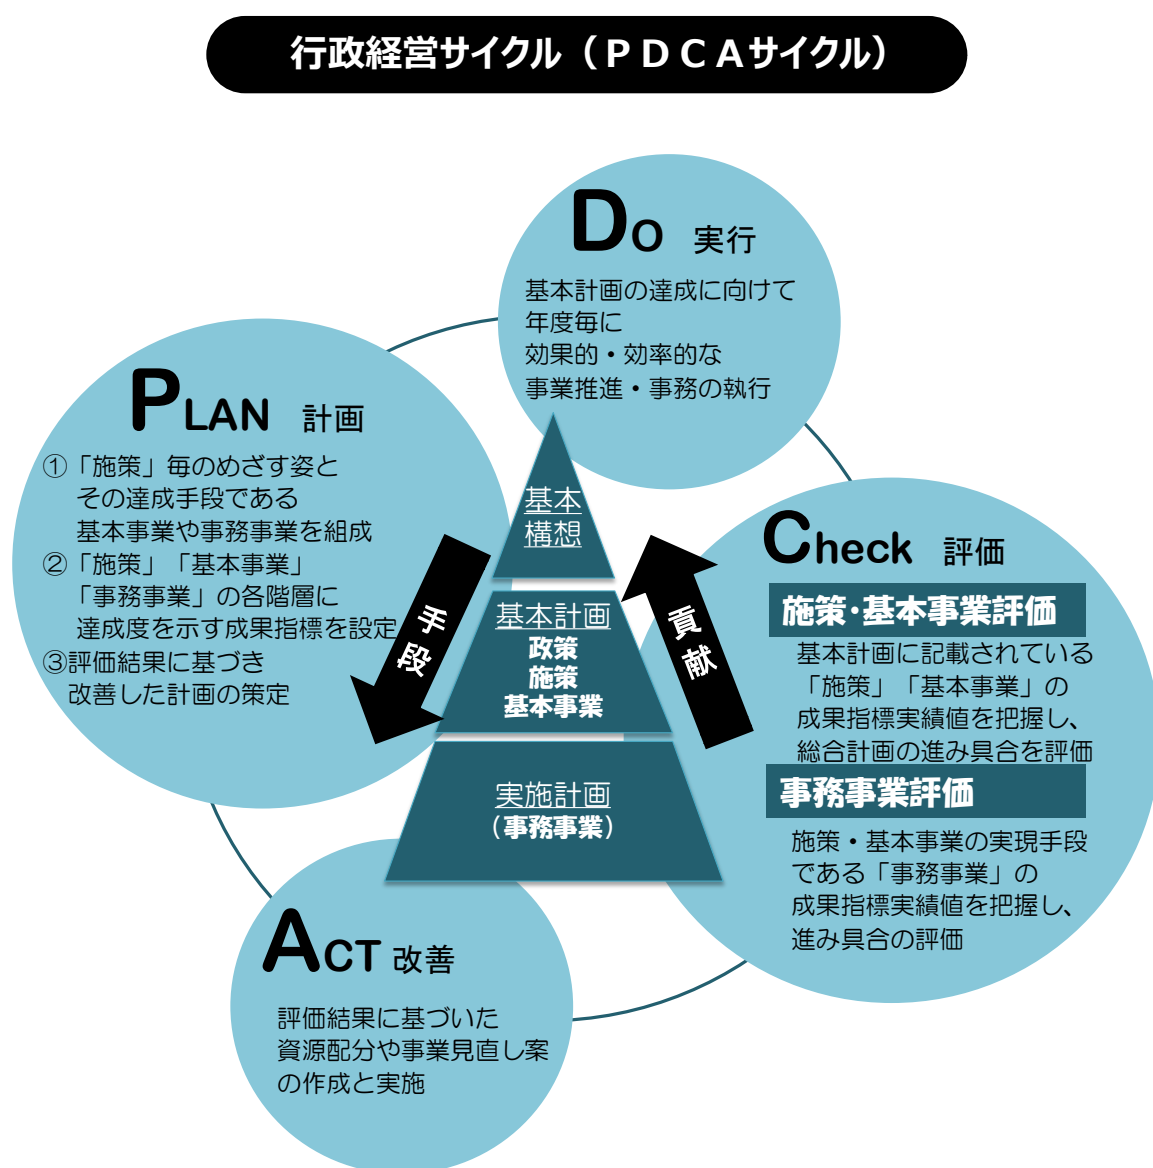 行政経営サイクル（ＰＤＣＡサイクル）
Do 実行
基本計画の達成に向けて
年度毎に
効果的・効率的な
事業推進・事務の執行
PLAN 計画
①「施策」毎のめざす姿と
その達成手段である
基本事業や事務事業を組成
②「施策」「基本事業」
「事務事業」の各階層に
達成度を示す成果指標を設定
③評価結果に基づき
改善した計画の策定
基本
構想
手段
基本計画
政策
施策
基本事業
貢献
実施計画
（事務事業）
Check 評価
施策・基本事業評価
基本計画に記載されている
「施策」「基本事業」の
成果指標実績値を把握し、
総合計画の進み具合を評価
事務事業評価
施策・基本事業の実現手段
である「事務事業」の
成果指標実績値を把握し、
進み具合の評価
ACT 改善
評価結果に基づいた
資源配分や事業見直し案
の作成と実施